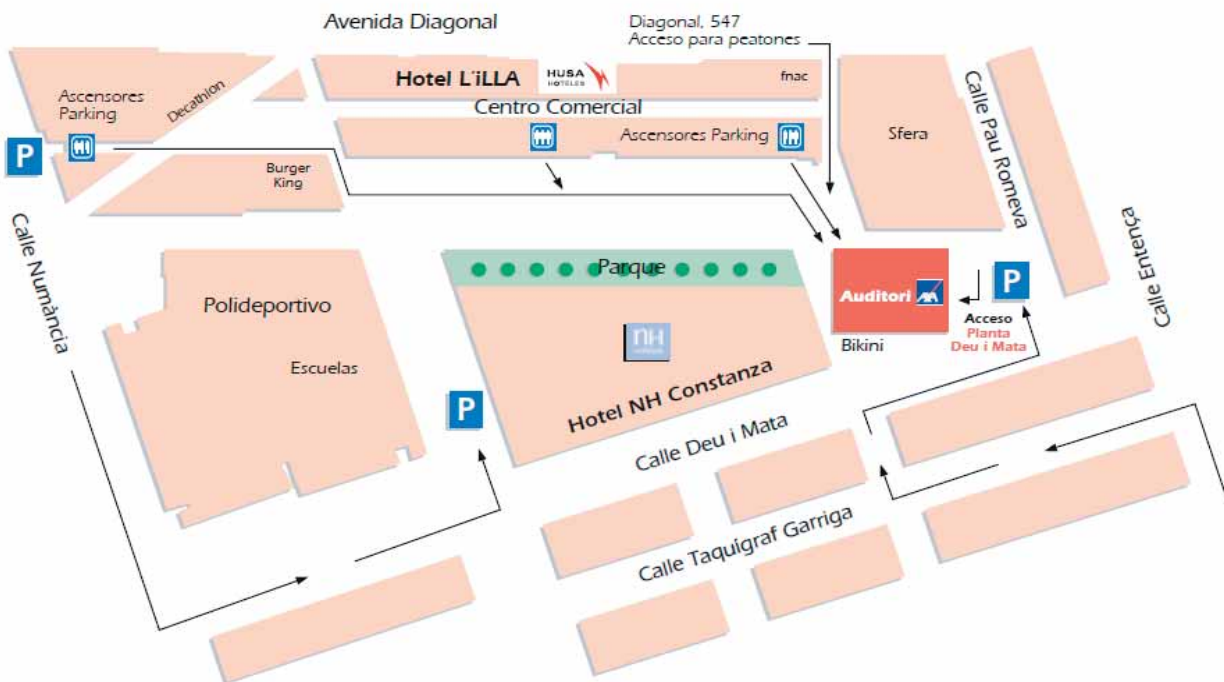 Avenida Diagonal
Diagonal, 547
Acceso para peatones
Hotel L'iLLA
HUSA
HOTELES
fnac
Centro Comercial
Ascensores
Parking
Decathlon
Ascensores Parking
Sfera
Calle Pau Romeva
P
Burger
King
Calle Numància
Calle Entença
Parque
Polideportivo
Auditori
AXA
P
Acceso
Planta
Deu i Mata
Bikini
nH
Escuelas
P
Hotel NH Constanza
Calle Deu i Mata
Calle Taquigraf Garriga